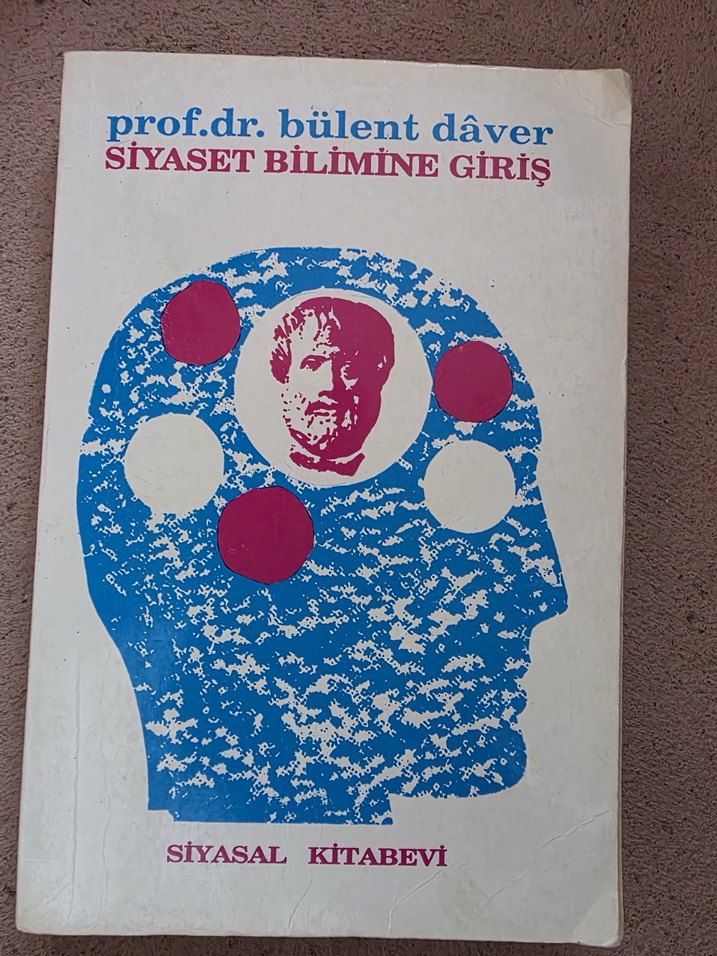 prof.dr. bülent dâver
SİYASET BİLİMİNE GİRİŞ
SİYASAL KİTABEVİ